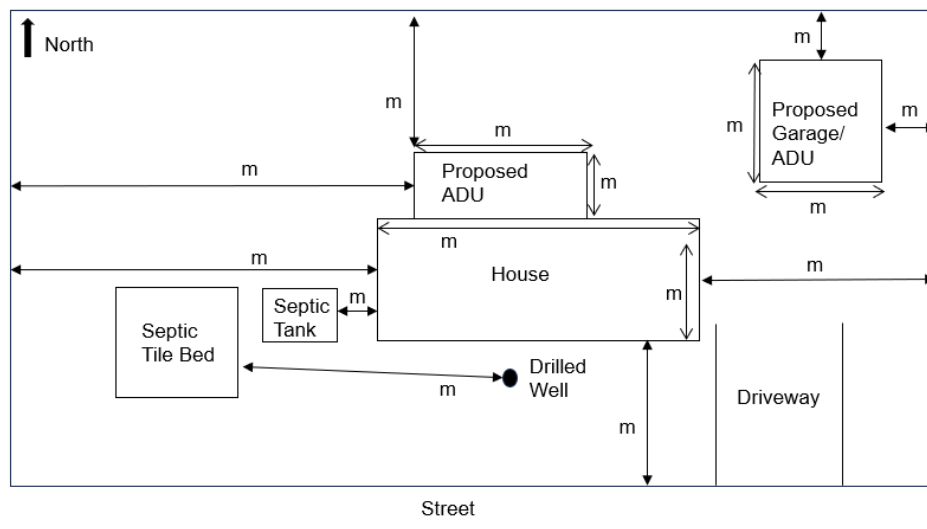 North
m
m
m
Proposed
Garage/
ADU
m
m
m
Proposed
ADU
m
m
m
m
House
m
m
m
Septic
Tank
m
Septic
Tile Bed
Drilled
Well
m
Driveway
m
Street